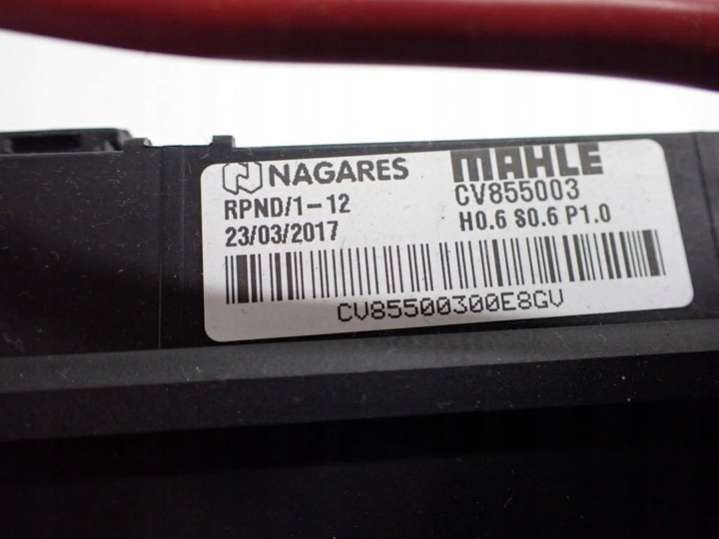 NAGARES MAHLE
RPND/1-12 CV855003
23/03/2017 H0.6 S0.6 P1.0
CV85500300E8GV